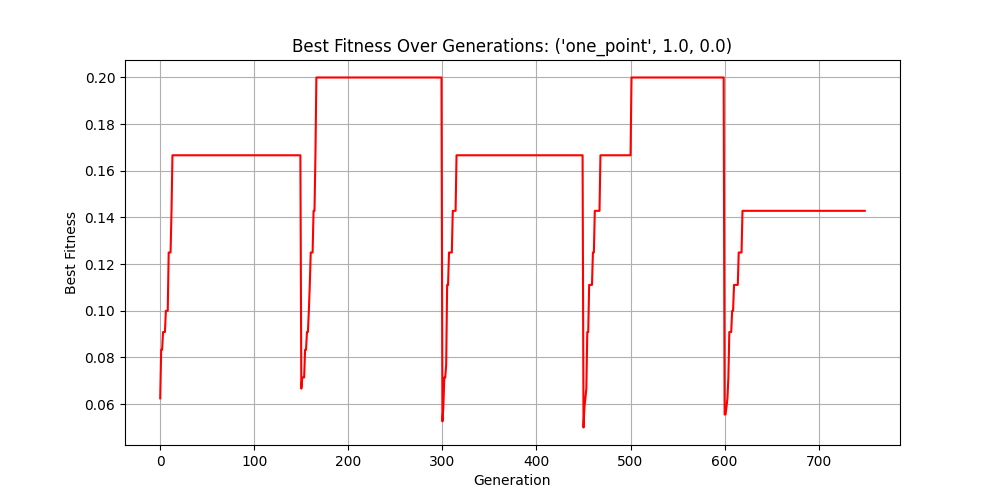 Best Fitness Over Generations: ('one_point', 1.0, 0.0)
Best Fitness
0.20
0.18
0.16
0.14
0.12
0.10
0.08
0.06
0 100 200 300 400 500 600 700
Generation